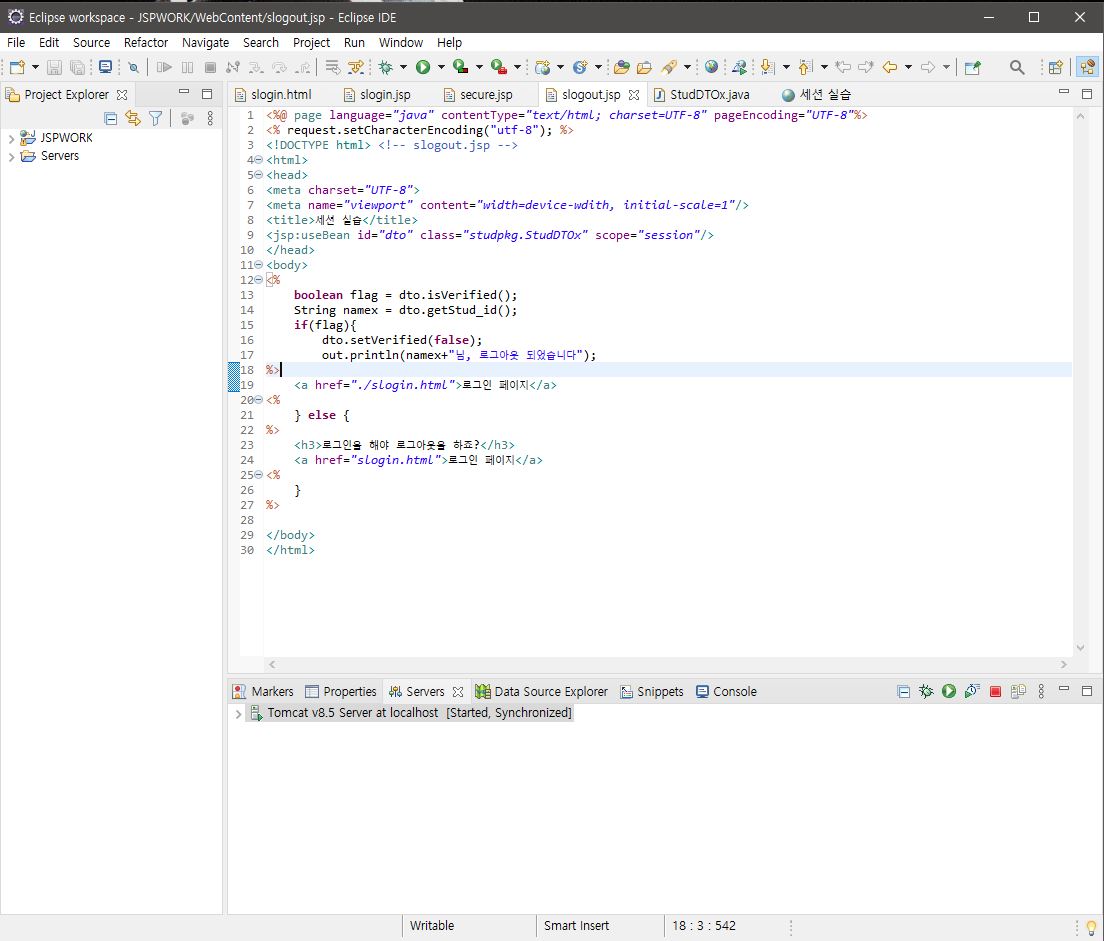 Eclipse workspace - JSPWORK/WebContent/slogout.jsp - Eclipse IDE
File Edit Source Refactor Navigate Search Project Run Window Help
Project Explorer
JSPWORK
Servers
slogin.html slogin.jsp secure.jsp slogout.jsp StudDTOx.java 세션 실습
1 <%@ page language="java" contentType="text/html; charset=UTF-8" pageEncoding="UTF-8"%>
2 <% request.setCharacterEncoding("utf-8"); %>
3 <!DOCTYPE html> <!-- slogout.jsp -->
4 <html>
5 <head>
6 <meta charset="UTF-8">
7 <meta name="viewport" content="width=device-wdith, initial-scale=1"/>
8 <title>세션 실습</title>
9 <jsp:useBean id="dto" class="studpkg.StudDTOx" scope="session"/>
10 </head>
11 <body>
12 <%
13 boolean flag = dto.isVerified();
14 String namex = dto.getStud_id();
15 if(flag){
16 dto.setVerified(false);
17 out.println(namex+"님, 로그아웃 되었습니다");
18 %>
19 <a href="./slogin.html">로그인 페이지</a>
20 <%
21 } else {
22 %>
23 <h3>로그인을 해야 로그아웃을 하죠?</h3>
24 <a href="slogin.html">로그인 페이지</a>
25 <%
26 }
27 %>
28
29 </body>
30 </html>
Markers Properties Servers Data Source Explorer Snippets Console
Tomcat v8.5 Server at localhost [Started, Synchronized]
Writable Smart Insert 18 : 3 : 542